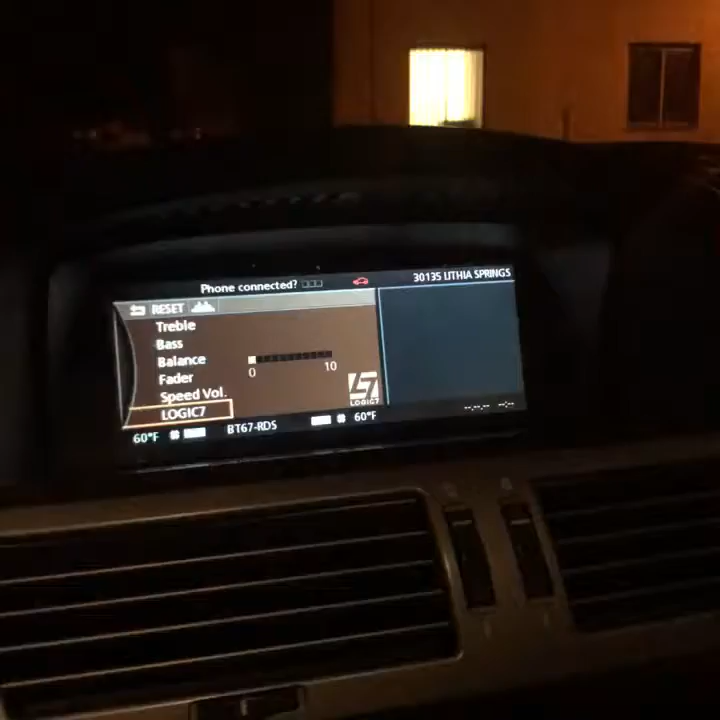 Phone connected?
30135 LITHIA SPRINGS
RESET
Treble
Bass
Balance
Fader
Speed Vol.
LOGIC7
0 10
L7
LOGIC7
60°F BT67-RDS 60°F
--.--.-- --:--